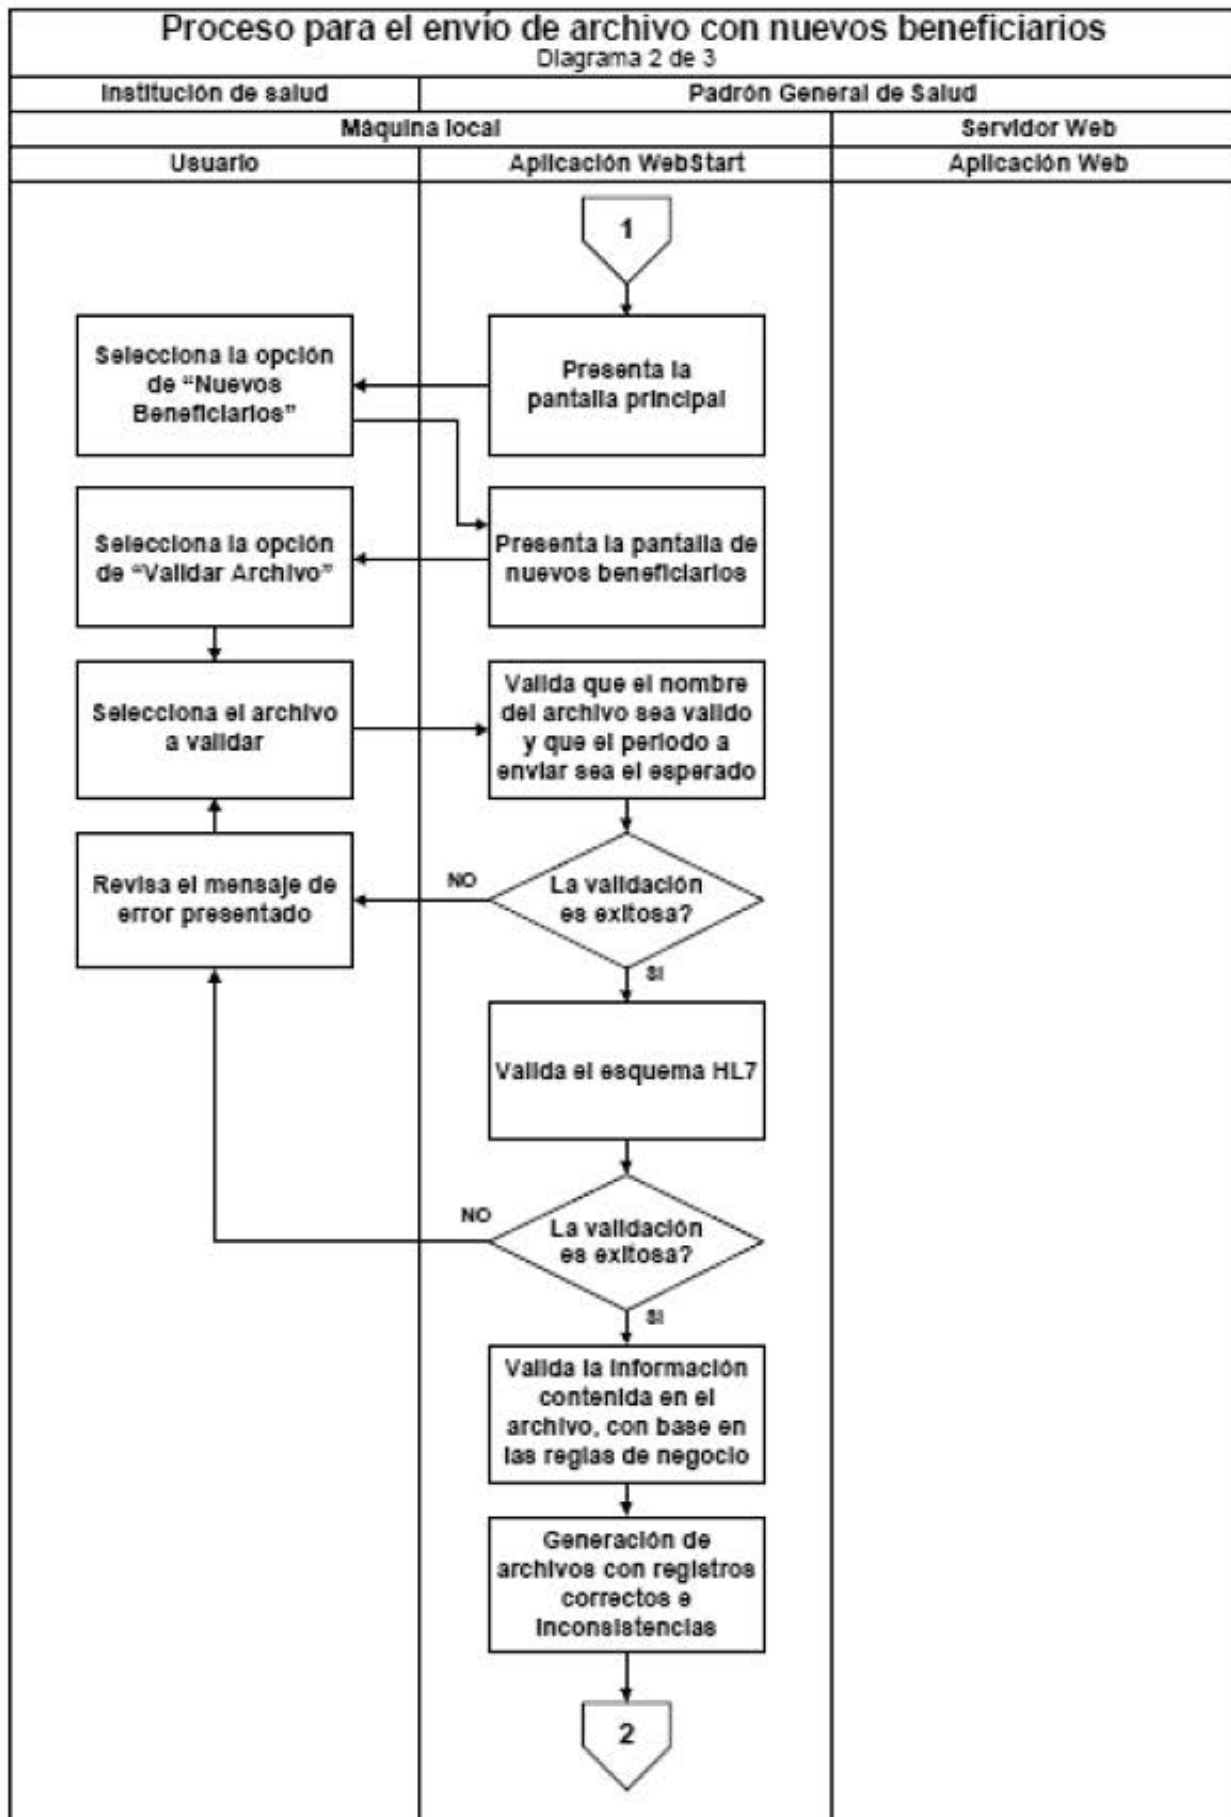 Proceso para el envío de archivo con nuevos beneficiarios
Diagrama 2 de 3
Institución de salud
Padrón General de Salud
Máquina local
Servidor Web
Usuario
Aplicación WebStart
Aplicación Web
1
Selecciona la opción
de “Nuevos
Beneficiarios”
Presenta la
pantalla principal
Selecciona la opción
de “Validar Archivo”
Presenta la pantalla de
nuevos beneficiarios
Selecciona el archivo
a validar
Valida que el nombre
del archivo sea valido
y que el periodo a
enviar sea el esperado
Revisa el mensaje de
error presentado
NO
La validación
es exitosa?
SI
Valida el esquema HL7
NO
La validación
es exitosa?
SI
Valida la información
contenida en el
archivo, con base en
las reglas de negocio
Generación de
archivos con registros
correctos e
inconsistencias
2